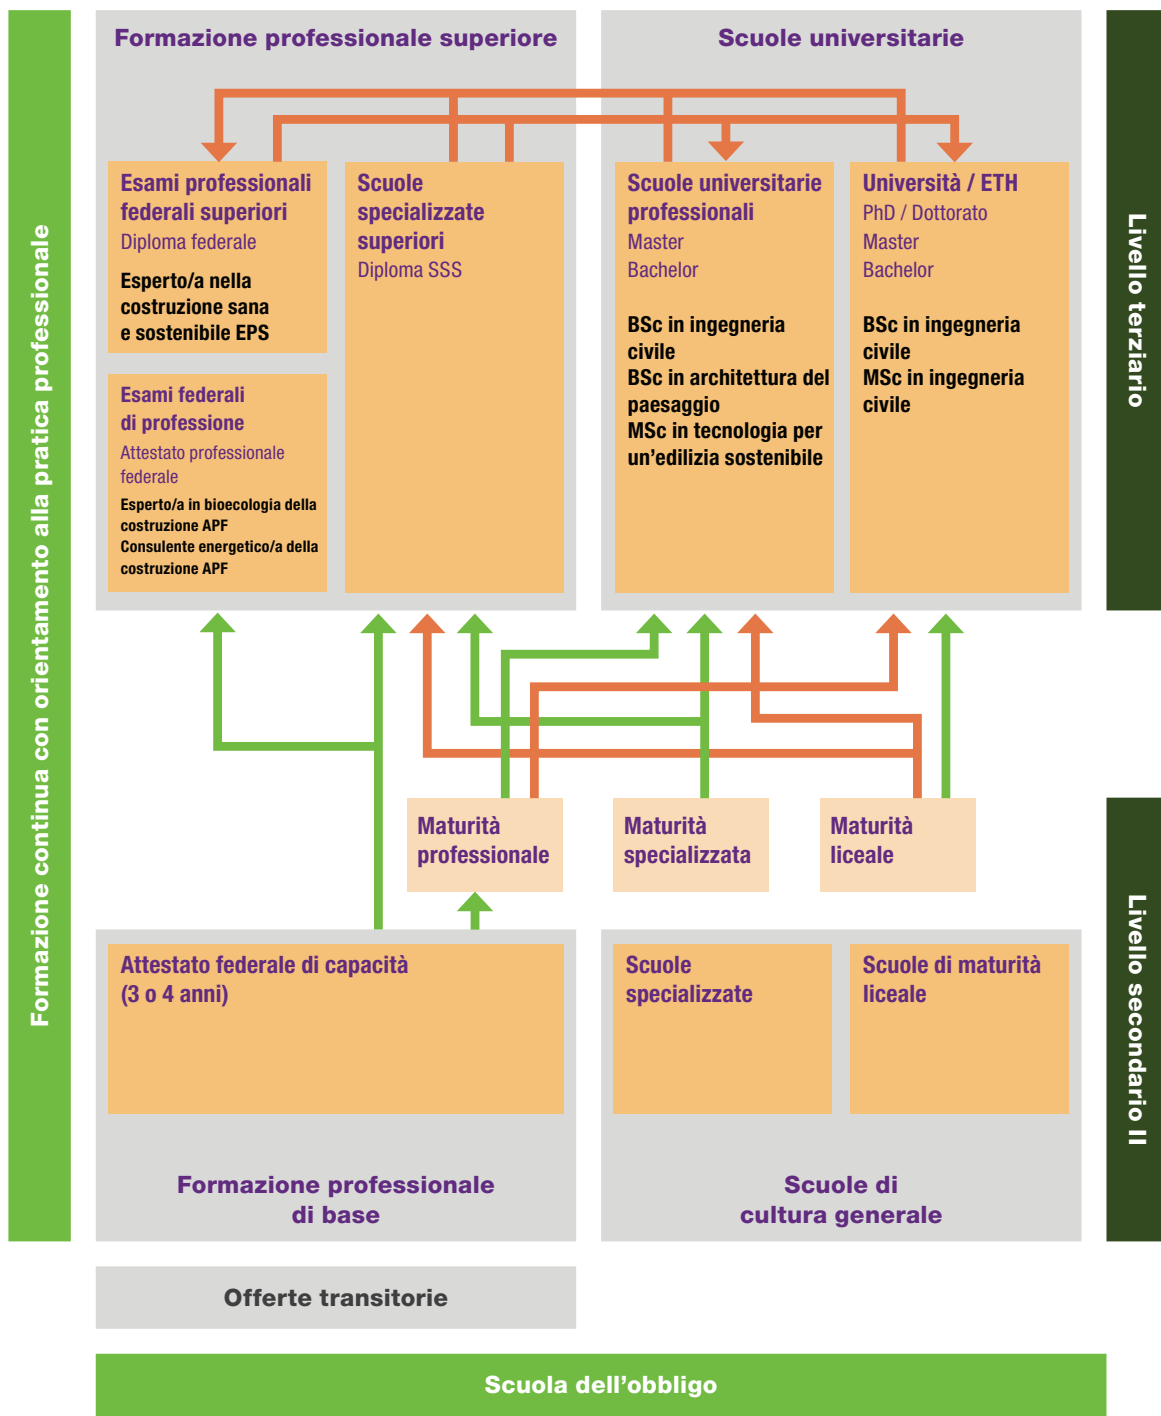 Formazione professionale superiore
Scuole universitarie
Esami professionali
federali superiori
Diploma federale
Esperto/a nella
costruzione sana
e sostenibile EPS
Esami federali
di professione
Attestato professionale
federale
Esperto/a in bioecologia della
costruzione APF
Consulente energetico/a della
costruzione APF
Scuole
specializzate
superiori
Diploma SSS
Scuole universitarie
professionali
Master
Bachelor
BSc in ingegneria
civile
BSc in architettura del
paesaggio
MSc in tecnologia per
un’edilizia sostenibile
Università / ETH
PhD / Dottorato
Master
Bachelor
BSc in ingegneria
civile
MSc in ingegneria
civile
Livello terziario
Formazione continua con orientamento alla pratica professionale
Maturità
professionale
Maturità
specializzata
Maturità
liceale
Attestato federale di capacità
(3 o 4 anni)
Scuole
specializzate
Scuole di maturità
liceale
Livello secondario II
Formazione professionale
di base
Scuole di
cultura generale
Offerte transitorie
Scuola dell’obbligo